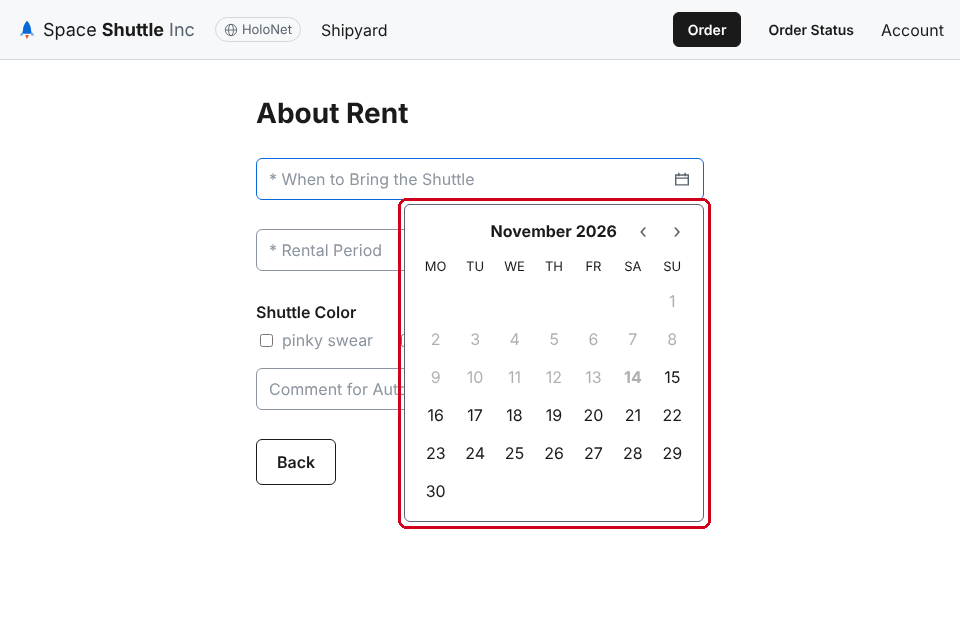 Space Shuttle Inc HoloNet Shipyard Order Order Status Account
About Rent
* When to Bring the Shuttle
* Rental Period
November 2026
MO TU WE TH FR SA SU
1
2 3 4 5 6 7 8
9 10 11 12 13 14 15
16 17 18 19 20 21 22
23 24 25 26 27 28 29
30
Shuttle Color
pinky swear
Comment for Auto
Back